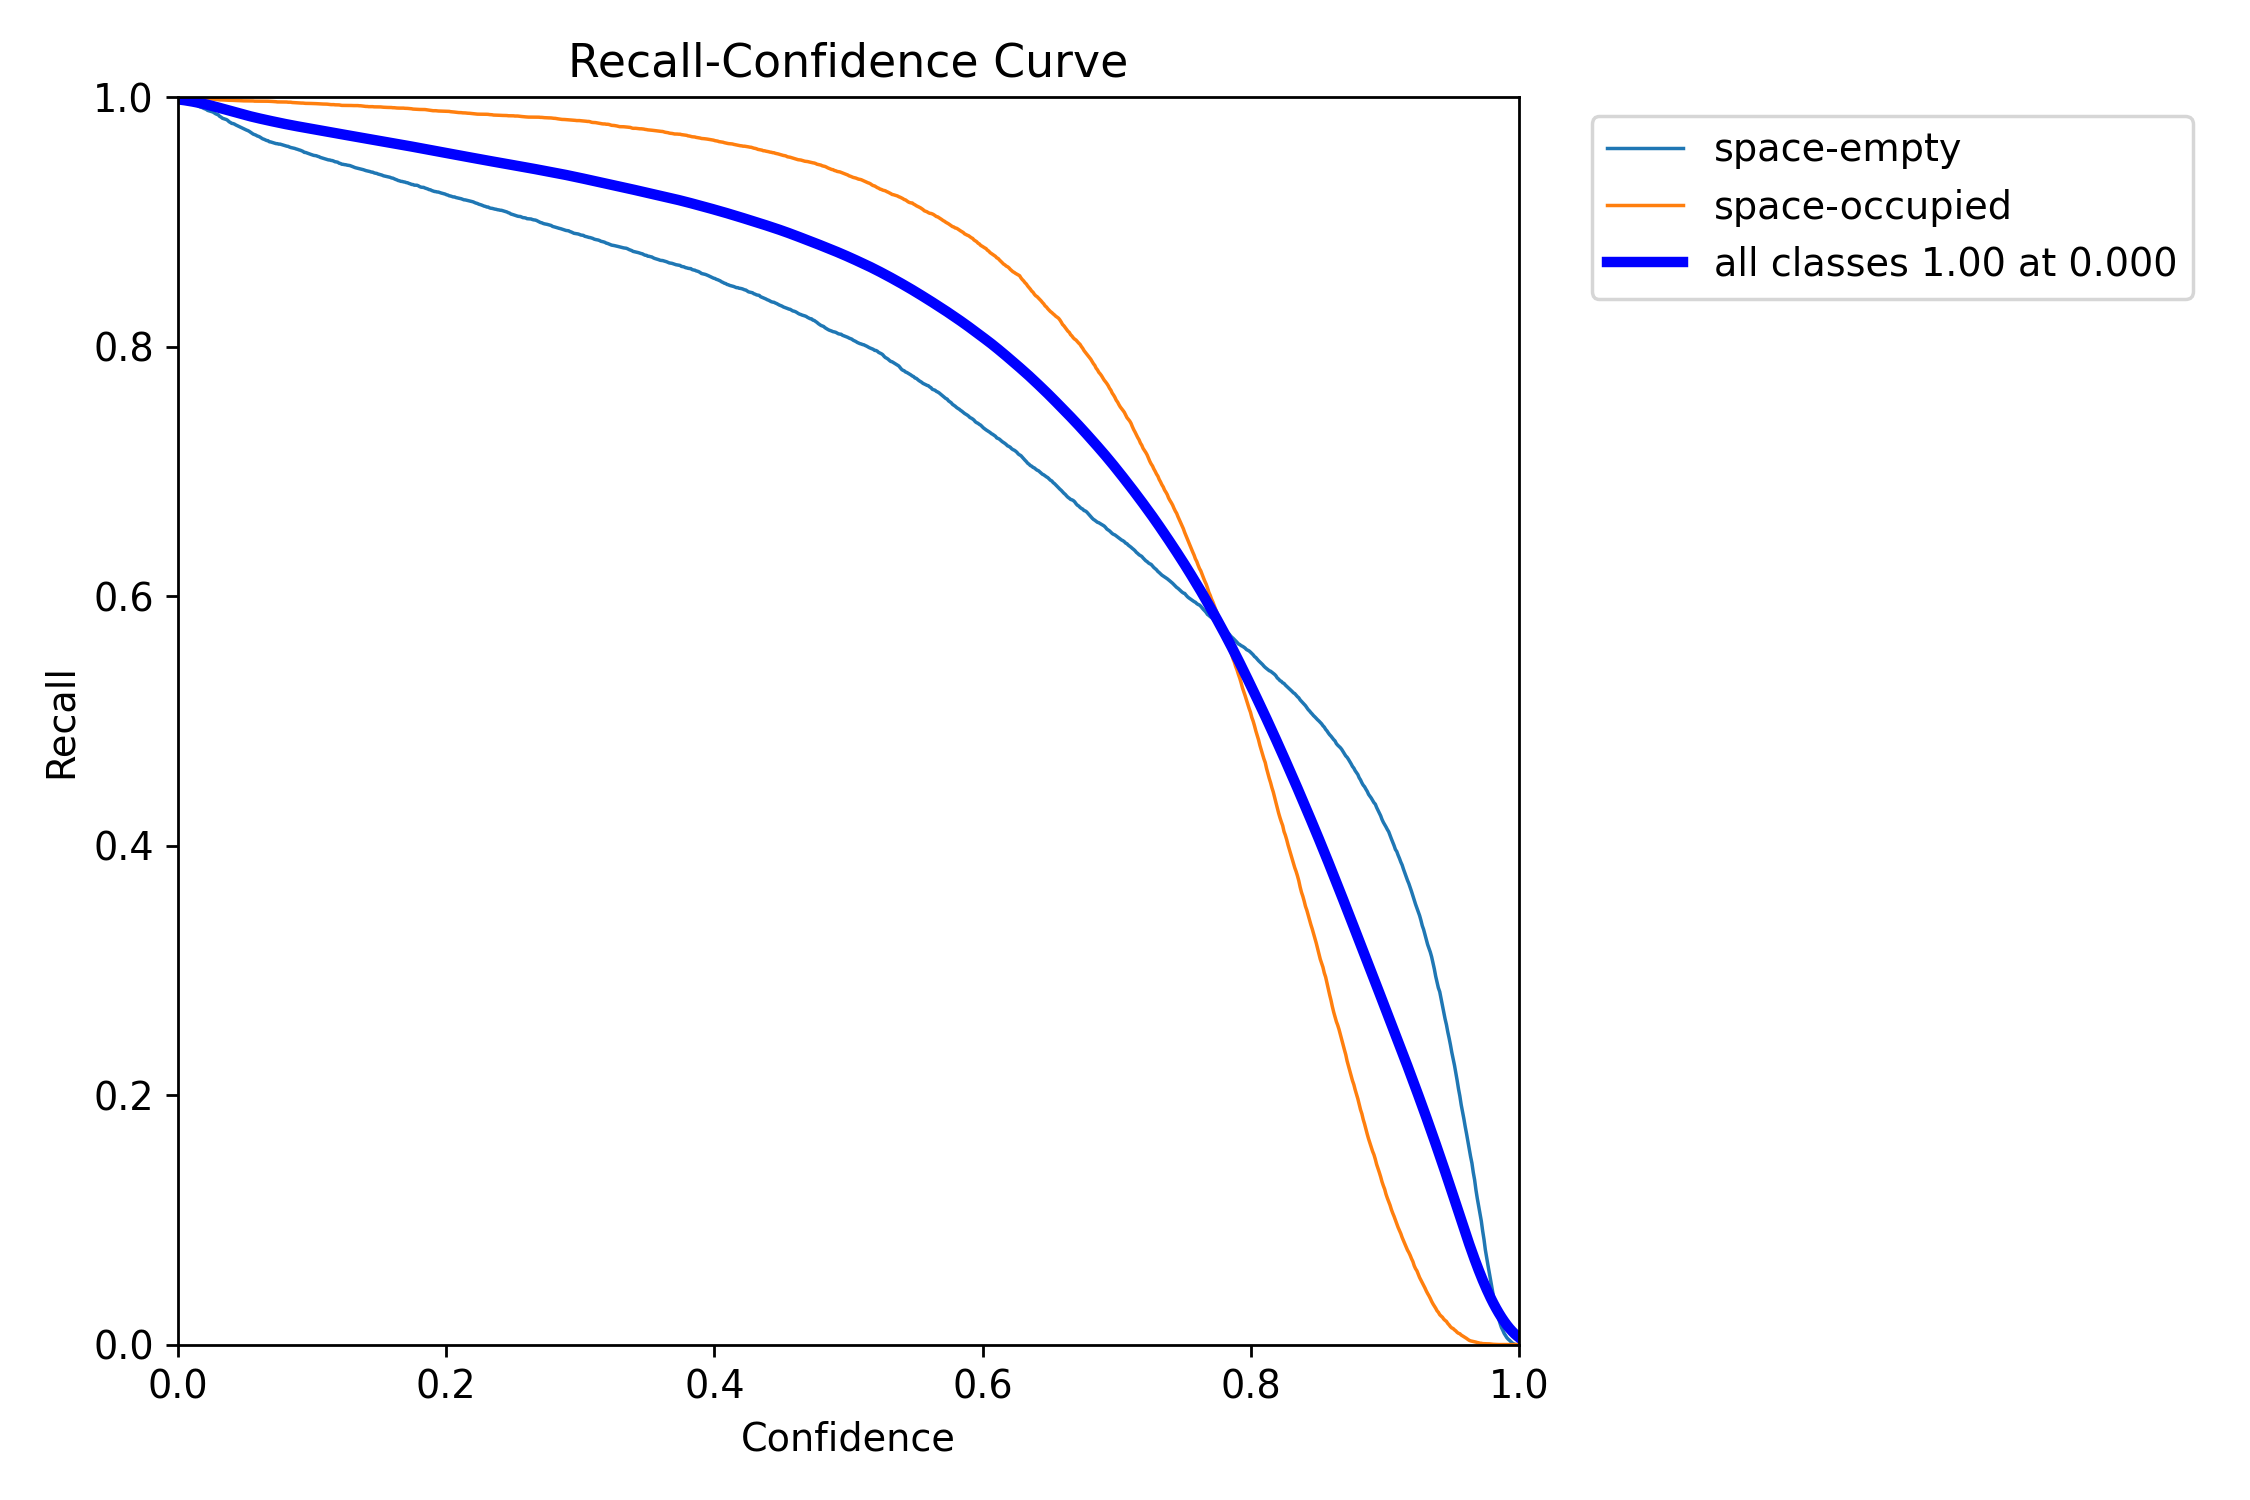 Recall-Confidence Curve
1.0
0.8
0.6
0.4
0.2
0.0
Recall
0.0 0.2 0.4 0.6 0.8 1.0
Confidence
space-empty
space-occupied
all classes 1.00 at 0.000